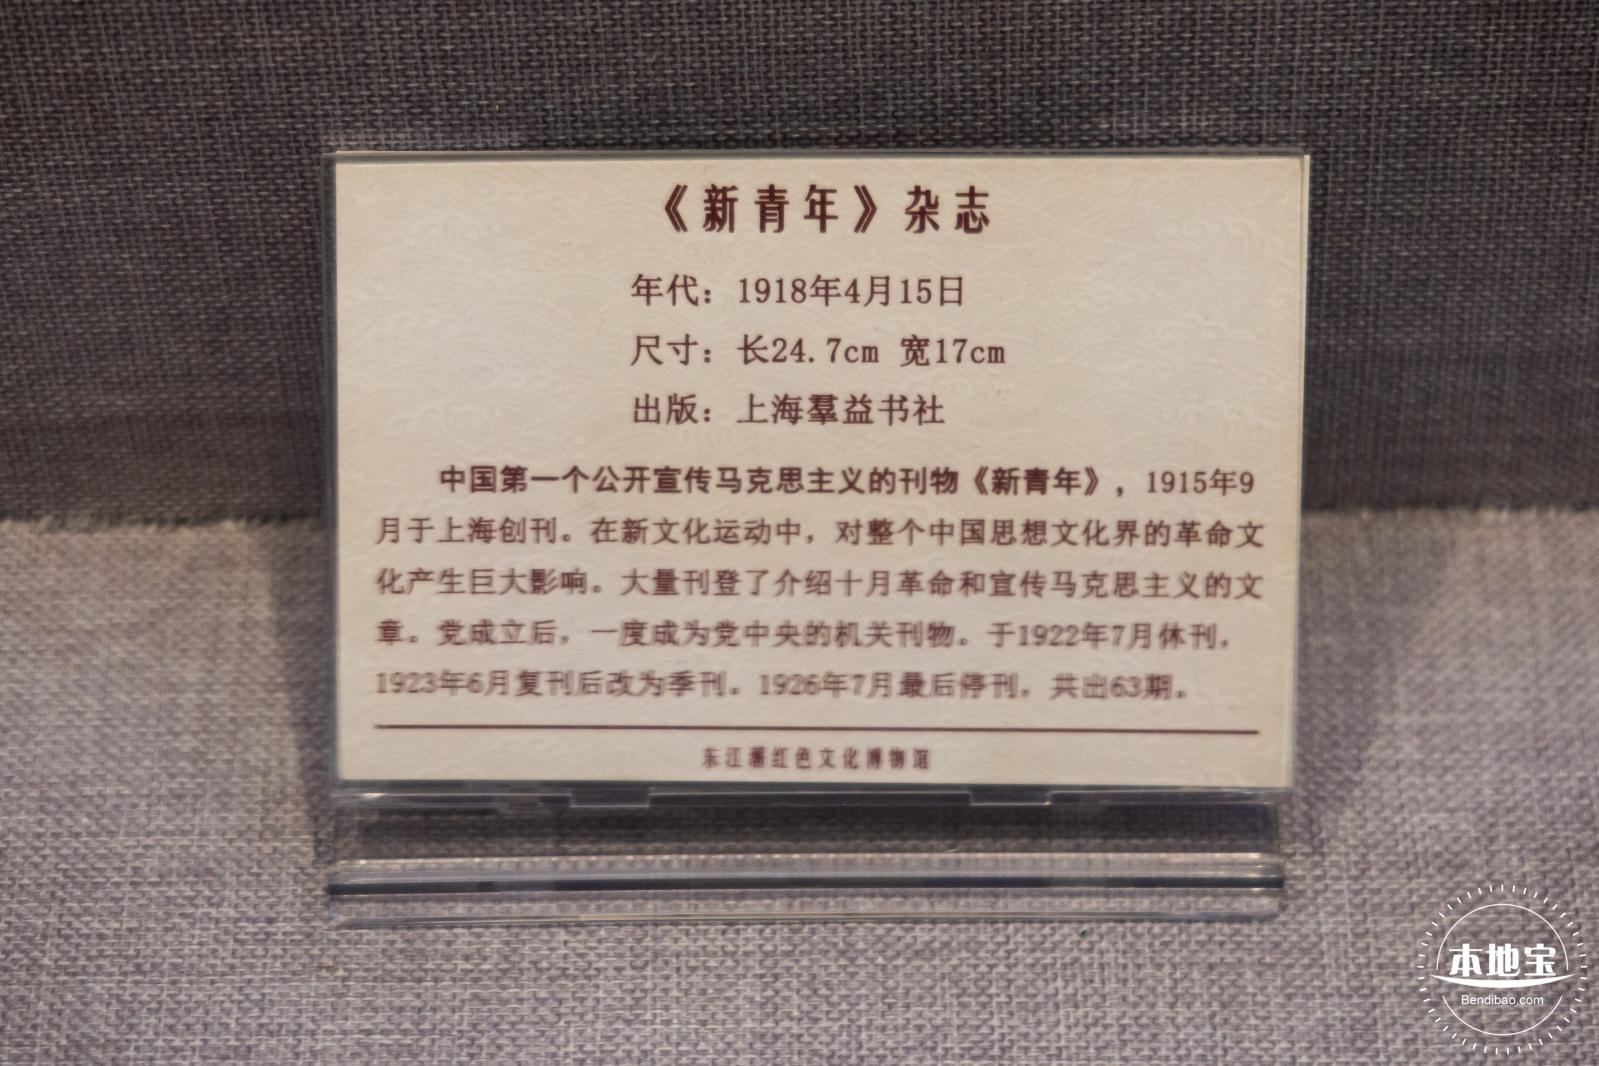 《新青年》杂志
年代：1918年4月15日
尺寸：长24.7cm 宽17cm
出版：上海羣益书社
中国第一个公开宣传马克思主义的刊物《新青年》，1915年9
月于上海创刊。在新文化运动中，对整个中国思想文化界的革命文
化产生巨大影响。大量刊登了介绍十月革命和宣传马克思主义的文
章。党成立后，一度成为党中央的机关刊物。于1922年7月休刊，
1923年6月复刊后改为季刊。1926年7月最后停刊，共出63期。
东江潮红色文化博物馆
本地宝
Bendibao.com